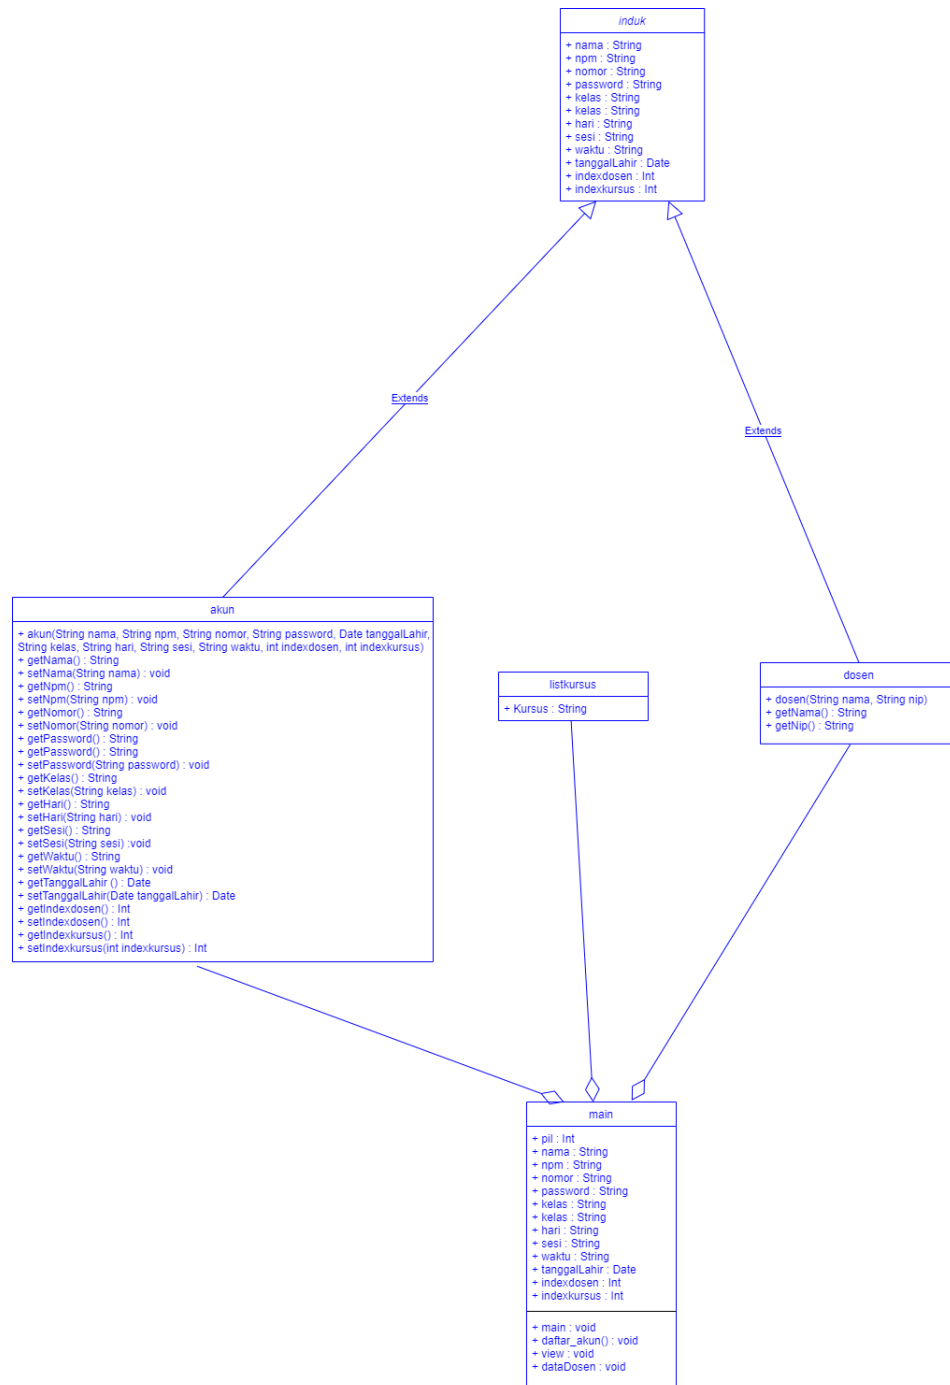 induk
+ nama : String
+ npm : String
+ nomor : String
+ password : String
+ kelas : String
+ kelas : String
+ hari : String
+ sesi : String
+ waktu : String
+ tanggalLahir : Date
+ indexdosen : Int
+ indexkursus : Int
Extends
Extends
akun
+ akun(String nama, String npm, String nomor, String password, Date tanggalLahir,
String kelas, String hari, String sesi, String waktu, int indexdosen, int indexkursus)
+ getNama() : String
+ setNama(String nama) : void
+ getNpm() : String
+ setNpm(String npm) : void
+ getNomor() : String
+ setNomor(String nomor) : void
+ getPassword() : String
+ getPassword() : String
+ setPassword(String password) : void
+ getKelas() : String
+ setKelas(String kelas) : void
+ getHari() : String
+ setHari(String hari) : void
+ getSesi() : String
+ setSesi(String sesi) :void
+ getWaktu() : String
+ setWaktu(String waktu) : void
+ getTanggalLahir () : Date
+ setTanggalLahir(Date tanggalLahir) : Date
+ getIndexdosen() : Int
+ setIndexdosen() : Int
+ getIndexkursus() : Int
+ setIndexkursus(int indexkursus) : Int
listkursus
+ Kursus : String
dosen
+ dosen(String nama, String nip)
+ getNama() : String
+ getNip() : String
main
+ pil : Int
+ nama : String
+ npm : String
+ nomor : String
+ password : String
+ kelas : String
+ kelas : String
+ hari : String
+ sesi : String
+ waktu : String
+ tanggalLahir : Date
+ indexdosen : Int
+ indexkursus : Int
+ main : void
+ daftar_akun() : void
+ view : void
+ dataDosen : void